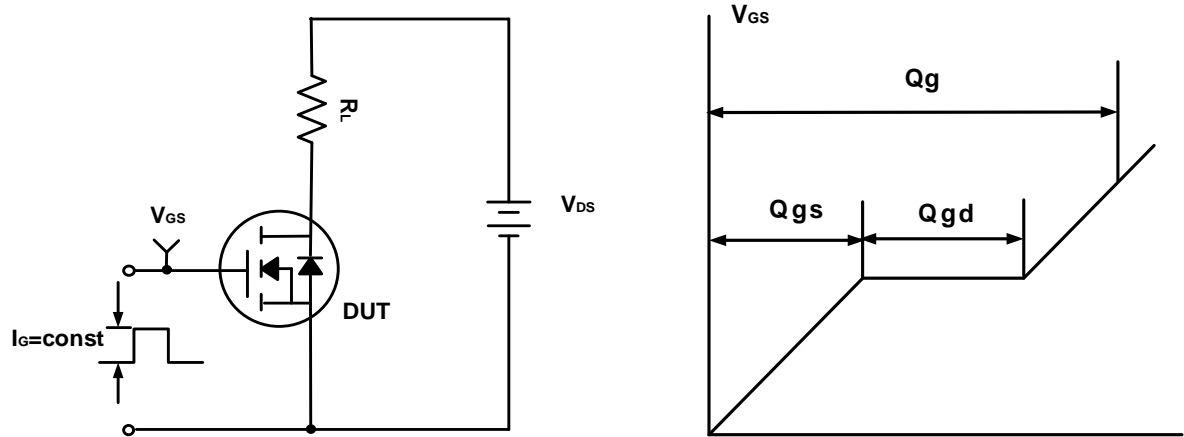 VGS
RL
VDS
DUT
IG=const
VGS
Qg
Qgs
Qgd